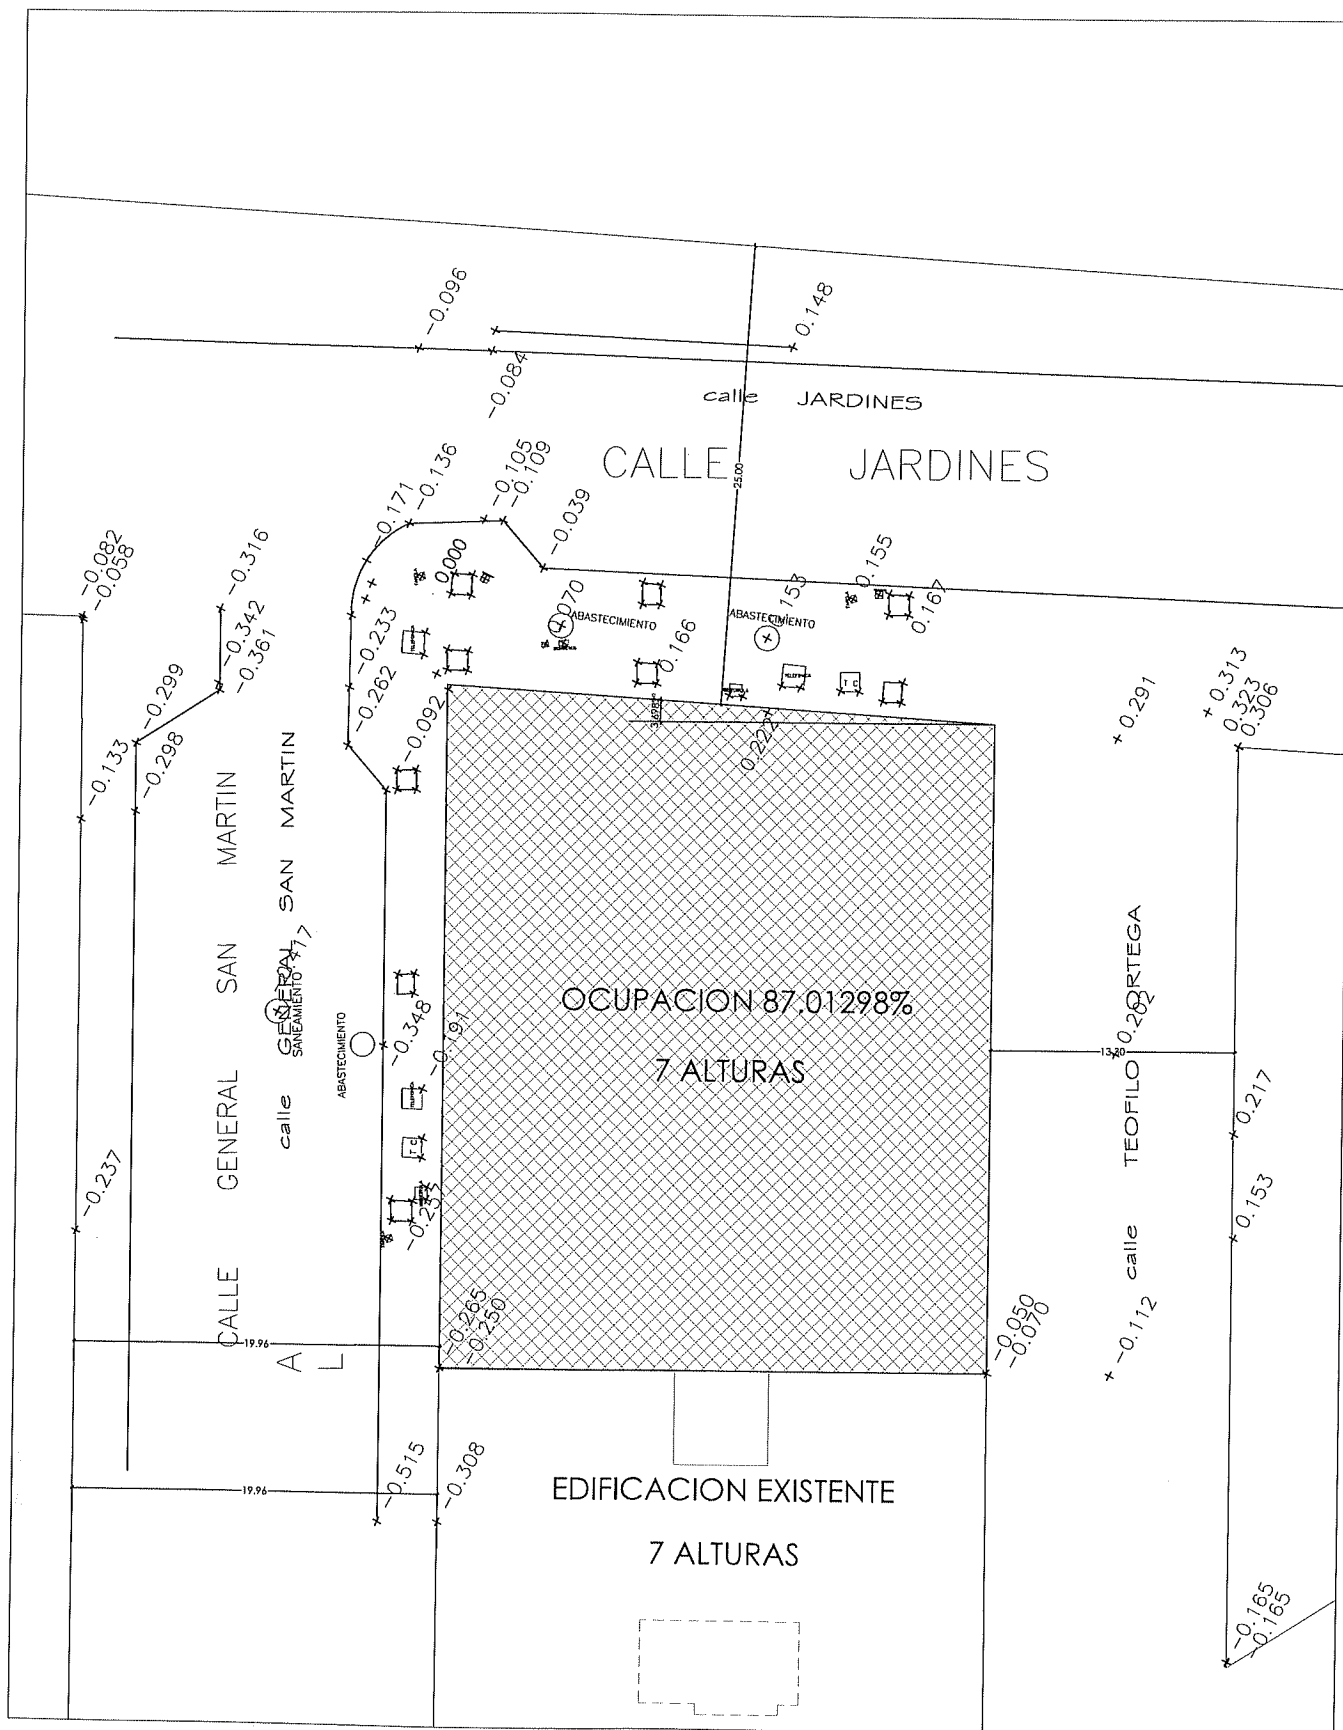 -0.096
0.148
-0.084
calle JARDINES
CALLE JARDINES
25.00
-0.136
-0.105
-0.109
-0.171
-0.039
-0.082
-0.058
-0.316
0.000
0.155
-0.342
-0.361
-0.233
ABASTECIMIENTO
ABASTECIMIENTO
0.166
0.167
T C
-0.299
-0.262
-0.092
0.222
0.291
0.313
0.323
0.306
-0.133
-0.298
CALLE GENERAL SAN MARTIN
calle GENERAL SAN MARTIN
SANEAMIENTO
ABASTECIMIENTO
-0.348
-0.191
OCUPACION 87,01298%
7 ALTURAS
13.20
calle TEOFILO ORTEGA
0.202
0.217
0.153
T C
-0.237
-0.265
-0.250
-0.050
-0.070
-0.112
19.96
A
L
-0.515
-0.308
19.96
EDIFICACION EXISTENTE
7 ALTURAS
-0.165
-0.165